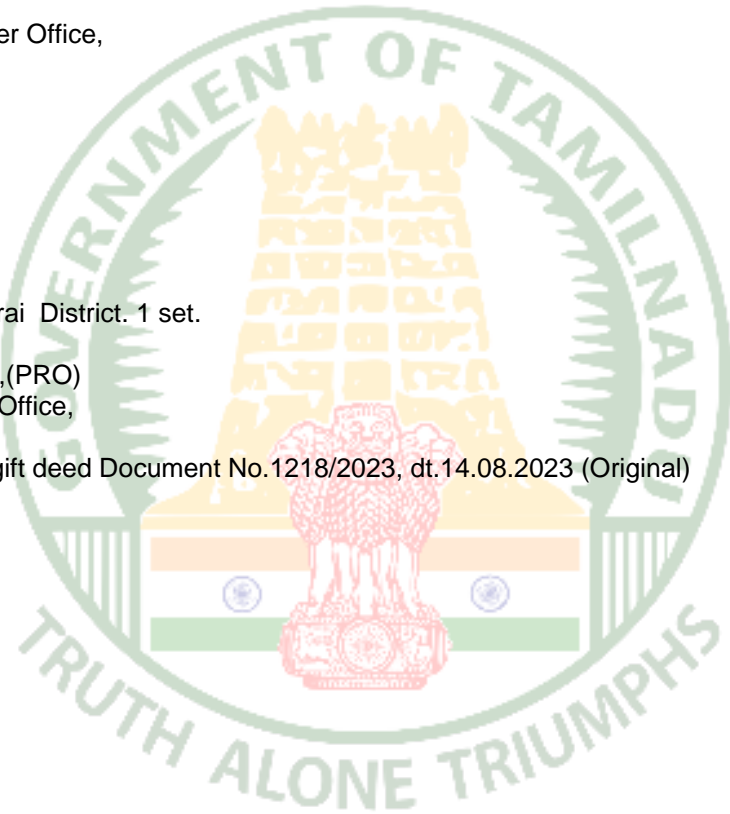 er Office,
rai District. 1 set.
,(PRO)
Office,
gift deed Document No.1218/2023, dt.14.08.2023 (Original)
GOVERNMENT OF TAMILNADU
TRUTH ALONE TRIUMPHS